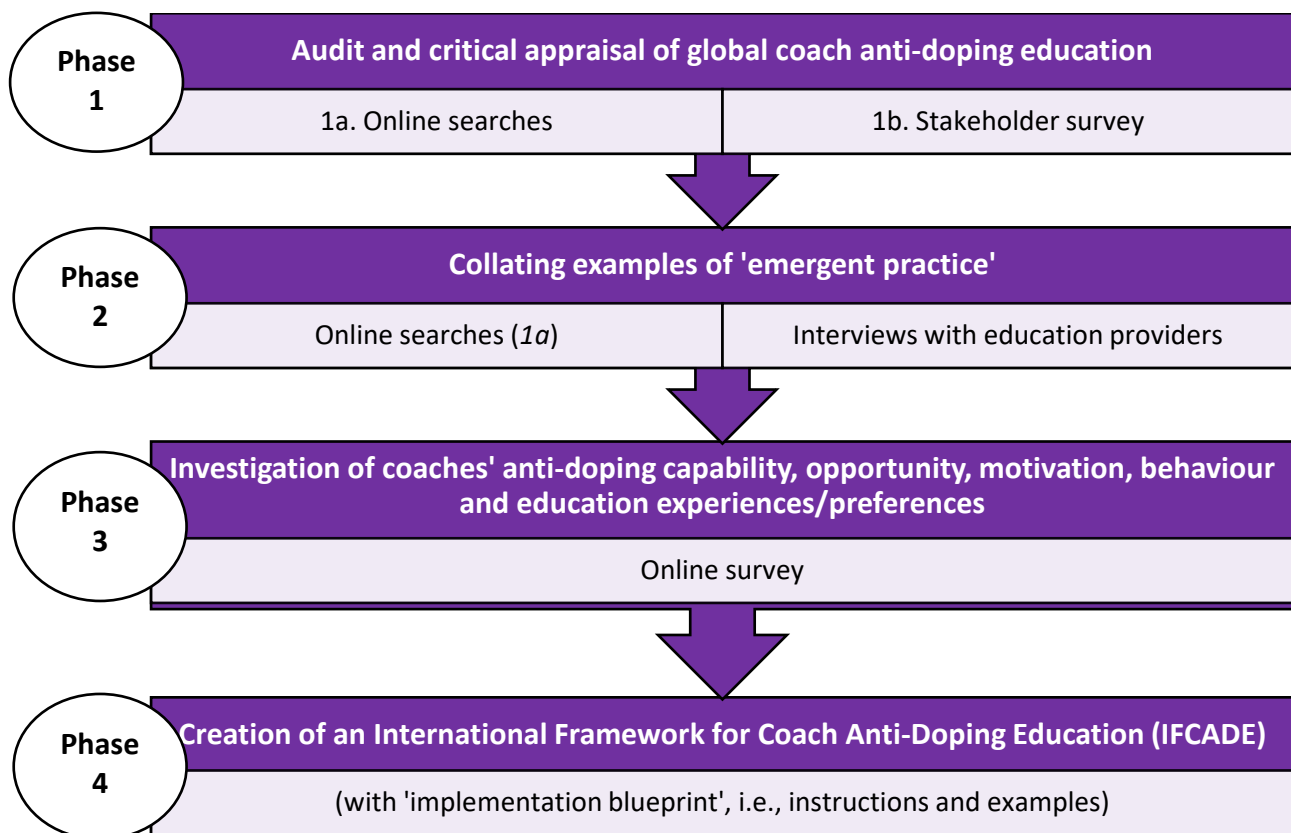 Phase
1
Audit and critical appraisal of global coach anti-doping education
1a. Online searches
1b. Stakeholder survey
Phase
2
Collating examples of 'emergent practice'
Online searches (1a)
Interviews with education providers
Phase
3
Investigation of coaches' anti-doping capability, opportunity, motivation, behaviour
and education experiences/preferences
Online survey
Phase
4
Creation of an International Framework for Coach Anti-Doping Education (IFCADE)
(with 'implementation blueprint', i.e., instructions and examples)